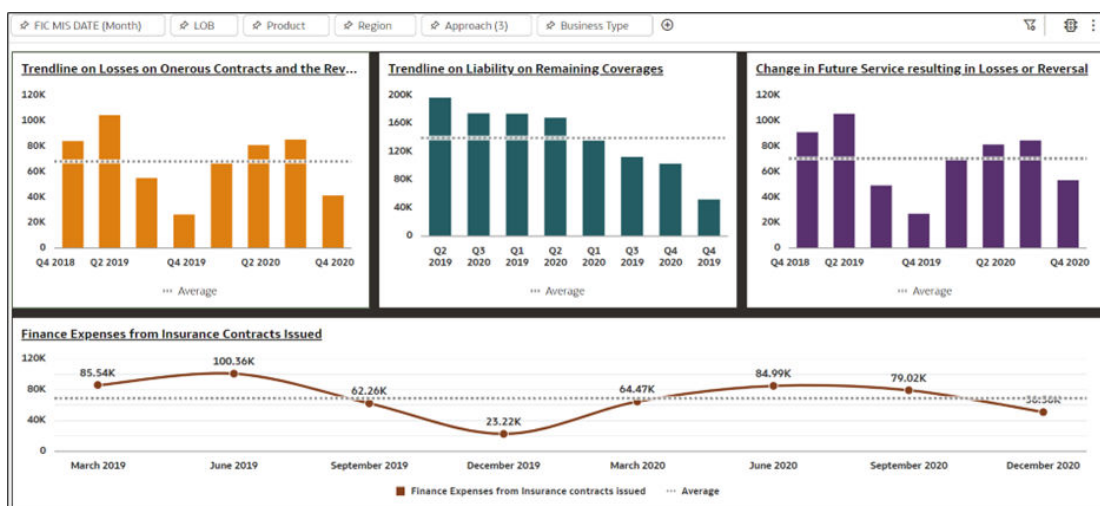 FIC MIS DATE (Month) LOB Product Region Approach (3) Business Type
Trendline on Losses on Onerous Contracts and the Rev...
120K
100K
80K
60K
40K
20K
0
Q4 2018 Q2 2019 Q4 2019 Q2 2020 Q4 2020
Average
Trendline on Liability on Remaining Coverages
200K
160K
120K
80K
40K
0
Q2 Q3 Q1 Q2 Q1 Q3 Q4 Q4
2019 2020 2019 2020 2020 2019 2020 2019
Average
Change in Future Service resulting in Losses or Reversal
120K
100K
80K
60K
40K
20K
0
Q4 2018 Q2 2019 Q4 2019 Q2 2020 Q4 2020
Average
Finance Expenses from Insurance Contracts Issued
120K
80K
40K
0
85.54K 100.36K 62.26K 23.22K 64.47K 84.99K 79.02K
March 2019 June 2019 September 2019 December 2019 March 2020 June 2020 September 2020 December 2020
Finance Expenses from Insurance contracts issued Average